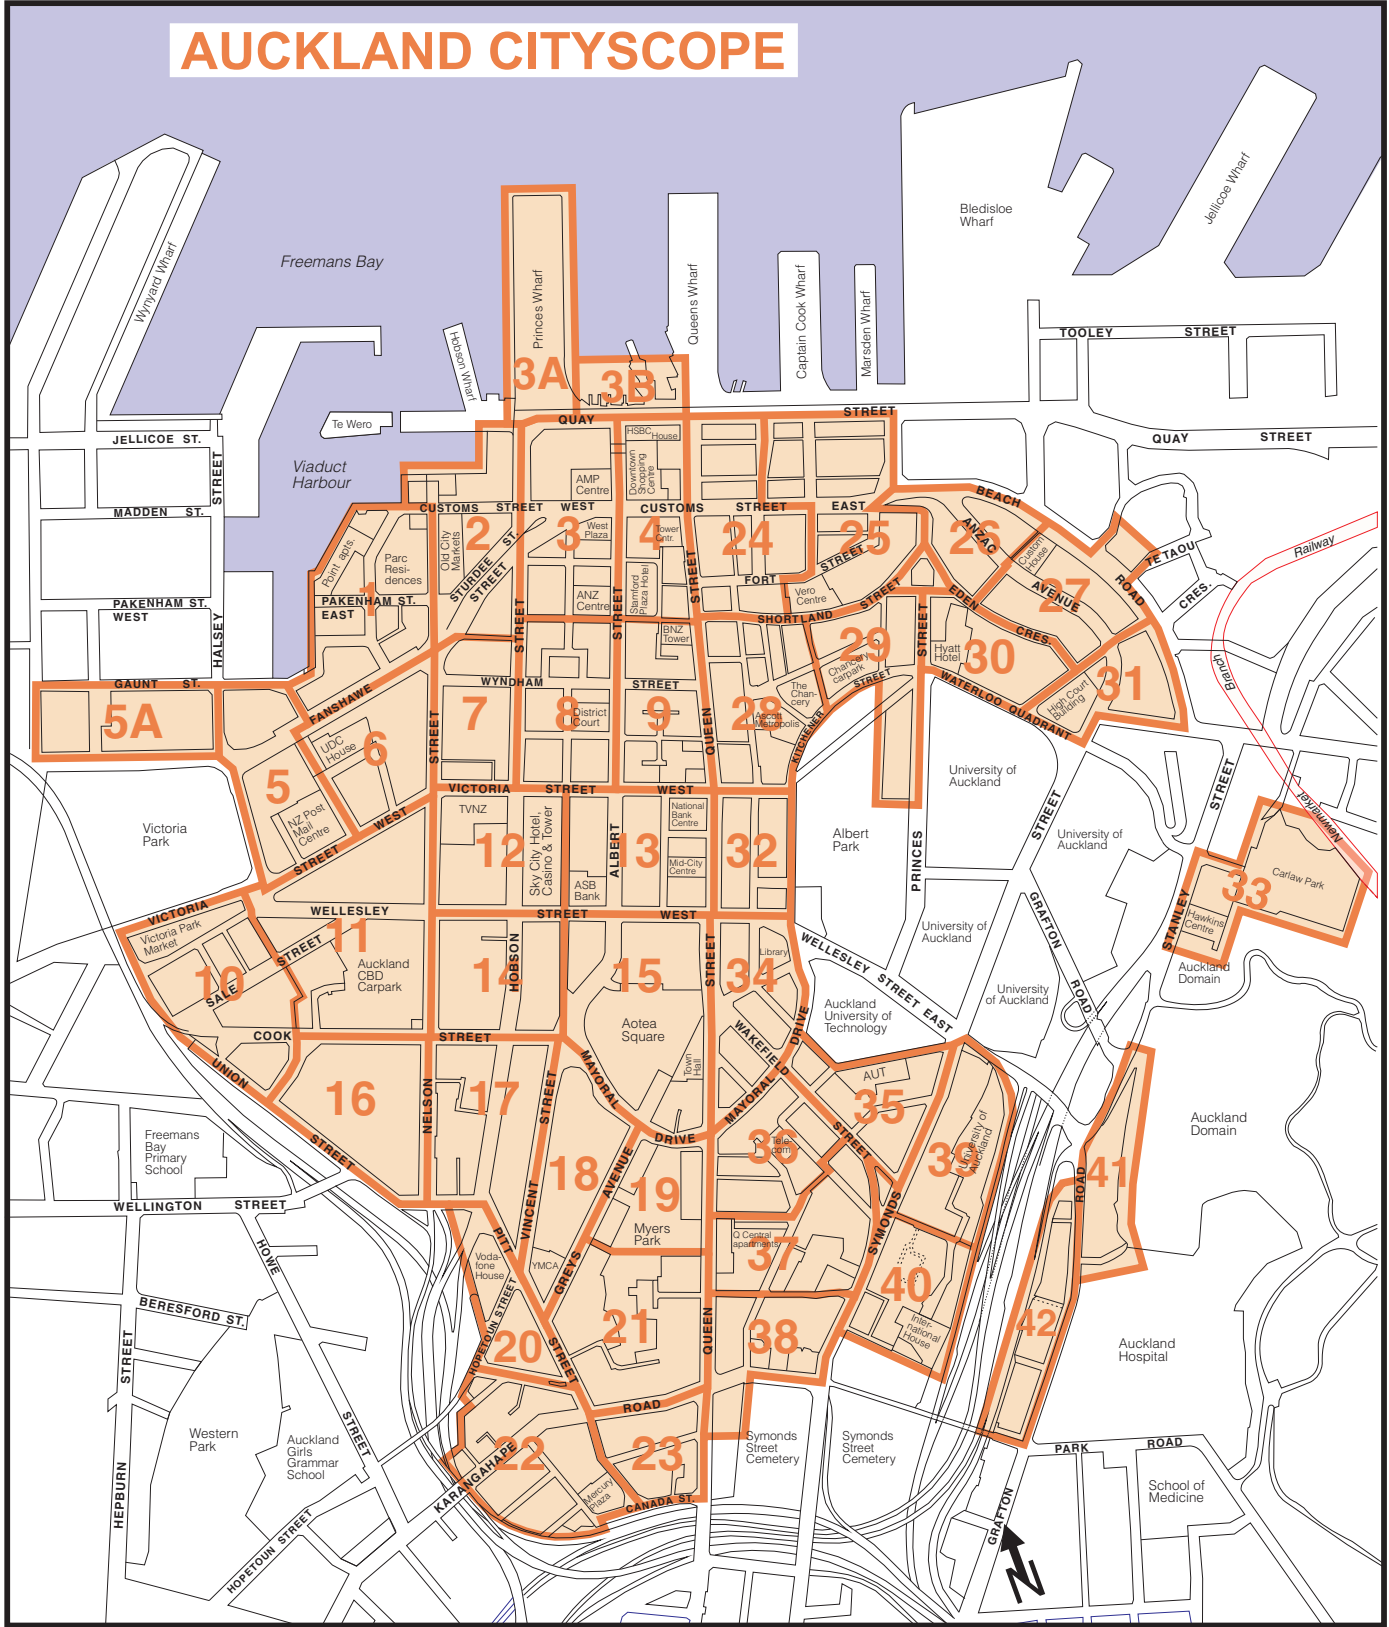 AUCKLAND CITYSCOPE
Wynyard Wharf
Freemans Bay
Hobson Wharf
Princes Wharf
Queens Wharf
Captain Cook Wharf
Marsden Wharf
Bledisloe
Wharf
Jellicoe Wharf
TOOLEY STREET
3A
3B
Te Wero
QUAY STREET
QUAY STREET
JELLICOE ST.
Viaduct
Harbour
HSBC House
Downtown
Shopping
Centre
AMP
Centre
MADDEN ST.
HALSEY STREET
CUSTOMS STREET WEST
CUSTOMS STREET EAST
BEACH ROAD
ANZAC AVENUE
Point apts.
Parc
Resi-
dences
1
Old City
Markets
2
STURDEE ST.
STREET
3
West
Plaza
4
Tower
Cntr.
24
25
STREET
26
Custom
House
27
TE TAOU
CRES.
Railway
PAKENHAM ST.
WEST
PAKENHAM ST.
EAST
ANZ
Centre
Stamford
Plaza Hotel
FORT
Vero
Centre
SHORTLAND STREET
EDEN
CRES.
BNZ
Tower
29
Chancery
carpark
STREET
Hyatt
Hotel
30
31
High Court
Building
WATERLOO QUADRANT
Branch
GAUNT ST.
5A
FANSHAWE
WYNDHAM STREET
7
8
District
Court
9
28
The
Chan-
cery
Ascott
Metropolis
KITCHENER
QUEEN
STREET
5
6
UDC
House
NZ Post
Mail
Centre
University of
Auckland
STREET
STREET
Newmarket
VICTORIA STREET WEST
VICTORIA STREET WEST
Victoria
Park
TVNZ
12
Sky City Hotel,
Casino & Tower
ALBERT
STREET
13
National
Bank
Centre
Mid-City
Centre
32
ASB
Bank
Albert
Park
PRINCES
STREET
University of
Auckland
Carlaw Park
33
STANLEY
Hawkins
Centre
WELLESLEY
STREET
STREET WEST
Victoria Park
Market
10
SALE
11
Auckland
CBD
Carpark
14
HOBSON
STREET
15
34
Library
STREET
WELLESLEY STREET EAST
University of
Auckland
University
of Auckland
GRAFTON
ROAD
Auckland
Domain
Auckland
University of
Technology
COOK STREET
Aotea
Square
Town
Hall
MAYORAL DRIVE
MAYORAL DRIVE
WAKEFIELD
STREET
UNION
STREET
16
NELSON
STREET
17
18
19
Myers
Park
AUT
35
36
Tele-
com
39
University of
Auckland
41
ROAD
Auckland
Domain
Freemans
Bay
Primary
School
WELLINGTON STREET
HOWE
STREET
VINCENT
STREET
GREYS
AVENUE
PITT
STREET
Voda-
fone
House
YMCA
Q Central
apartments
37
SYMONDS
40
Inter-
national
House
42
BERESFORD ST.
HEPBURN
STREET
HOPETOUN STREET
20
21
QUEEN
38
Auckland
Hospital
Western
Park
Auckland
Girls
Grammar
School
HOPETOUN STREET
KARANGAHAPE
ROAD
22
23
Mercury
Plaza
CANADA ST.
Symonds
Street
Cemetery
Symonds
Street
Cemetery
PARK ROAD
School of
Medicine
GRAFTON
N